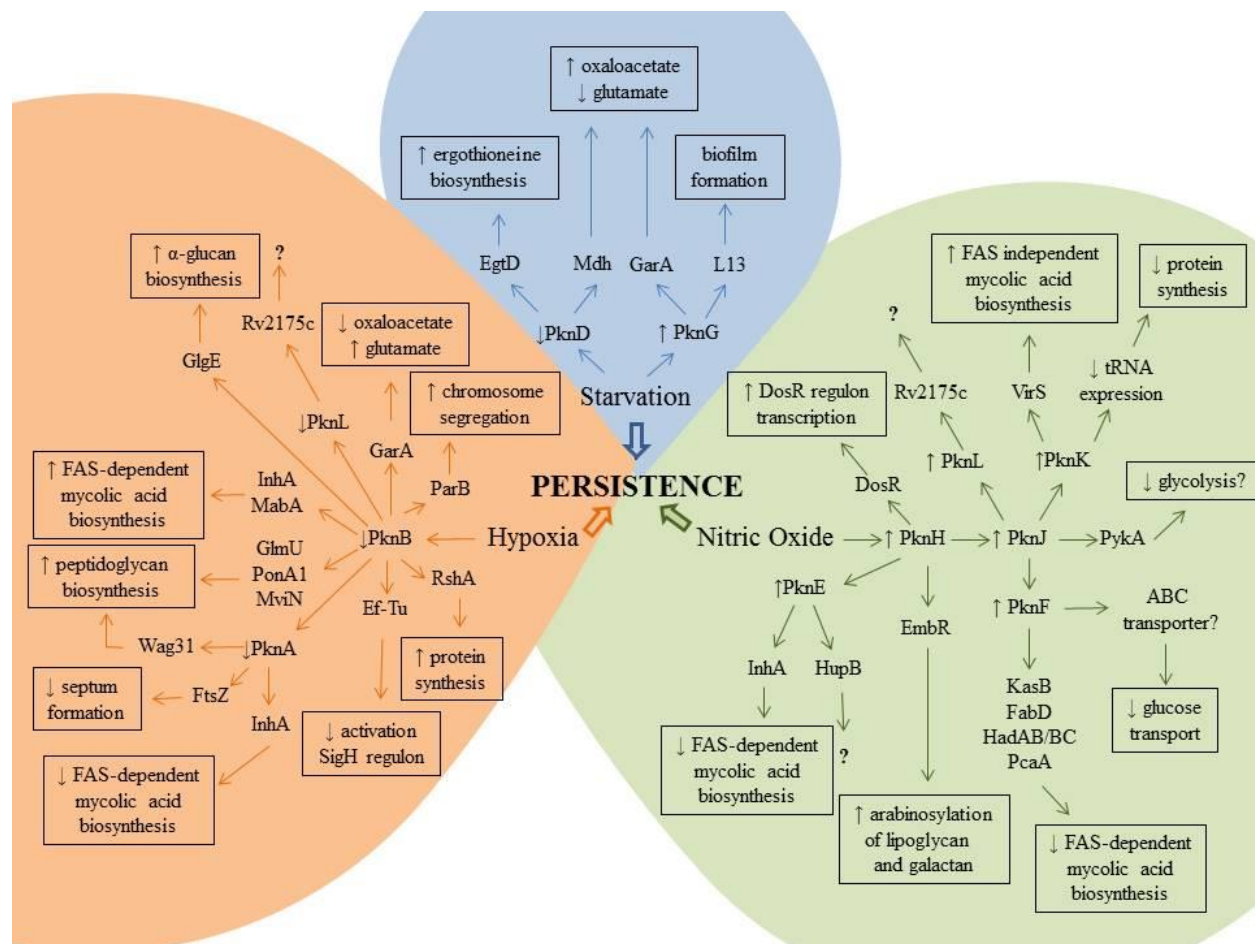 ↑ oxaloacetate
↓ glutamate
↑ ergothioneine
biosynthesis
biofilm
formation
EgtD
Mdh
GarA
L13
↓PknD
↑ PknG
Starvation
PERSISTENCE
↑ α-glucan
biosynthesis
?
Rv2175c
↓ oxaloacetate
↑ glutamate
GlgE
↑ chromosome
segregation
↓PknL
GarA
ParB
↑ FAS-dependent
mycolic acid
biosynthesis
InhA
MabA
↓PknB
Hypoxia
↑ peptidoglycan
biosynthesis
GlmU
PonA1
MviN
RshA
Ef-Tu
Wag31
↓PknA
↑ protein
synthesis
↓ septum
formation
FtsZ
InhA
↓ activation
SigH regulon
↓ FAS-dependent
mycolic acid
biosynthesis
↑ FAS independent
mycolic acid
biosynthesis
↓ protein
synthesis
?
Rv2175c
VirS
↓ tRNA
expression
↑ DosR regulon
transcription
↑ PknL
↑PknK
DosR
↓ glycolysis?
Nitric Oxide
↑ PknH
↑ PknJ
PykA
↑PknE
↑ PknF
ABC
transporter?
EmbR
InhA
HupB
KasB
FabD
HadAB/BC
PcaA
↓ glucose
transport
↓ FAS-dependent
mycolic acid
biosynthesis
?
↑ arabinosylation
of lipoglycan
and galactan
↓ FAS-dependent
mycolic acid
biosynthesis